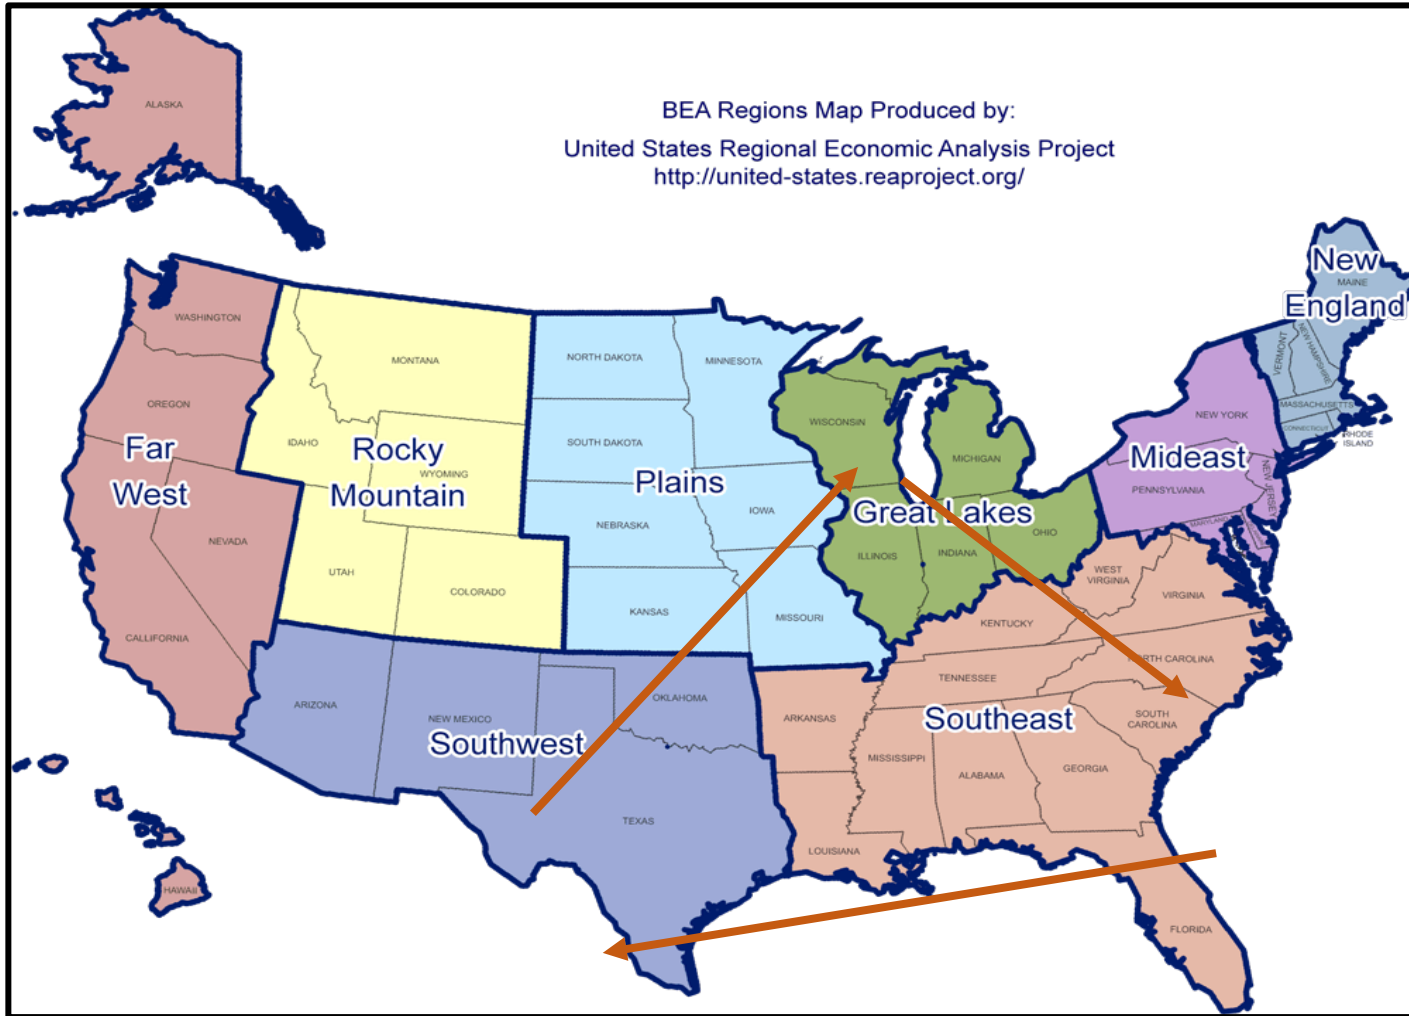 ALASKA
BEA Regions Map Produced by:
United States Regional Economic Analysis Project
http://united-states.reaproject.org/
New
England
MAINE
VERMONT
NEW HAMPSHIRE
MASSACHUSETTS
CONNECTICUT
RHODE
ISLAND
WASHINGTON
OREGON
Far
West
NEVADA
CALLIFORNIA
MONTANA
IDAHO
Rocky
Mountain
WYOMING
UTAH
COLORADO
NORTH DAKOTA
MINNESOTA
SOUTH DAKOTA
Plains
NEBRASKA
IOWA
KANSAS
MISSOURI
WISCONSIN
MICHIGAN
Great Lakes
ILLINOIS
INDIANA
OHIO
NEW YORK
Mideast
PENNSYLVANIA
NEW JERSEY
MARYLAND
WEST
VIRGINIA
VIRGINIA
KENTUCKY
NORTH CAROLINA
TENNESSEE
SOUTH
CAROLINA
Southeast
ARKANSAS
MISSISSIPPI
ALABAMA
GEORGIA
LOUISIANA
FLORIDA
ARIZONA
NEW MEXICO
Southwest
OKLAHOMA
TEXAS
HAWAII